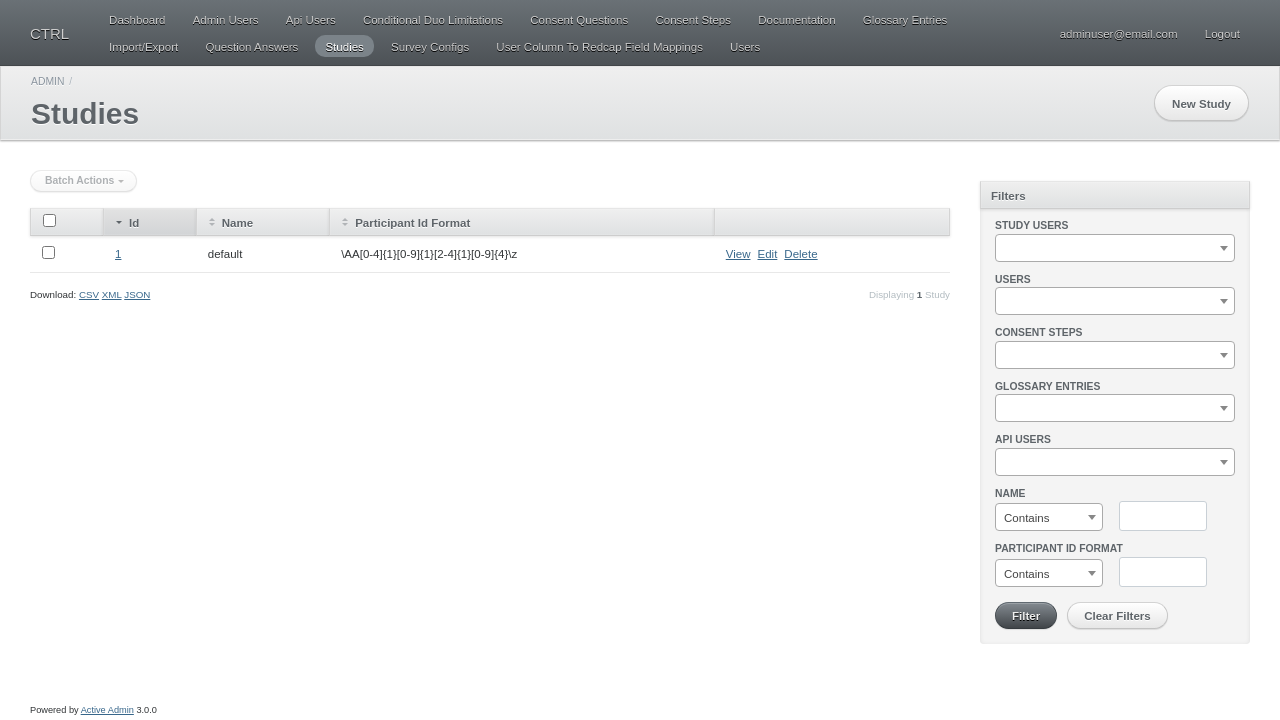 CTRL
Dashboard Admin Users Api Users Conditional Duo Limitations Consent Questions Consent Steps Documentation Glossary Entries
Import/Export Question Answers Studies Survey Configs User Column To Redcap Field Mappings Users
adminuser@email.com Logout
ADMIN /
Studies
New Study
Batch Actions
Id Name Participant Id Format
1 default \AA[0-4]{1}[0-9]{1}[2-4]{1}[0-9]{4}\z View Edit Delete
Download: CSV XML JSON
Displaying 1 Study
Filters
STUDY USERS
USERS
CONSENT STEPS
GLOSSARY ENTRIES
API USERS
NAME
Contains
PARTICIPANT ID FORMAT
Contains
Filter Clear Filters
Powered by Active Admin 3.0.0